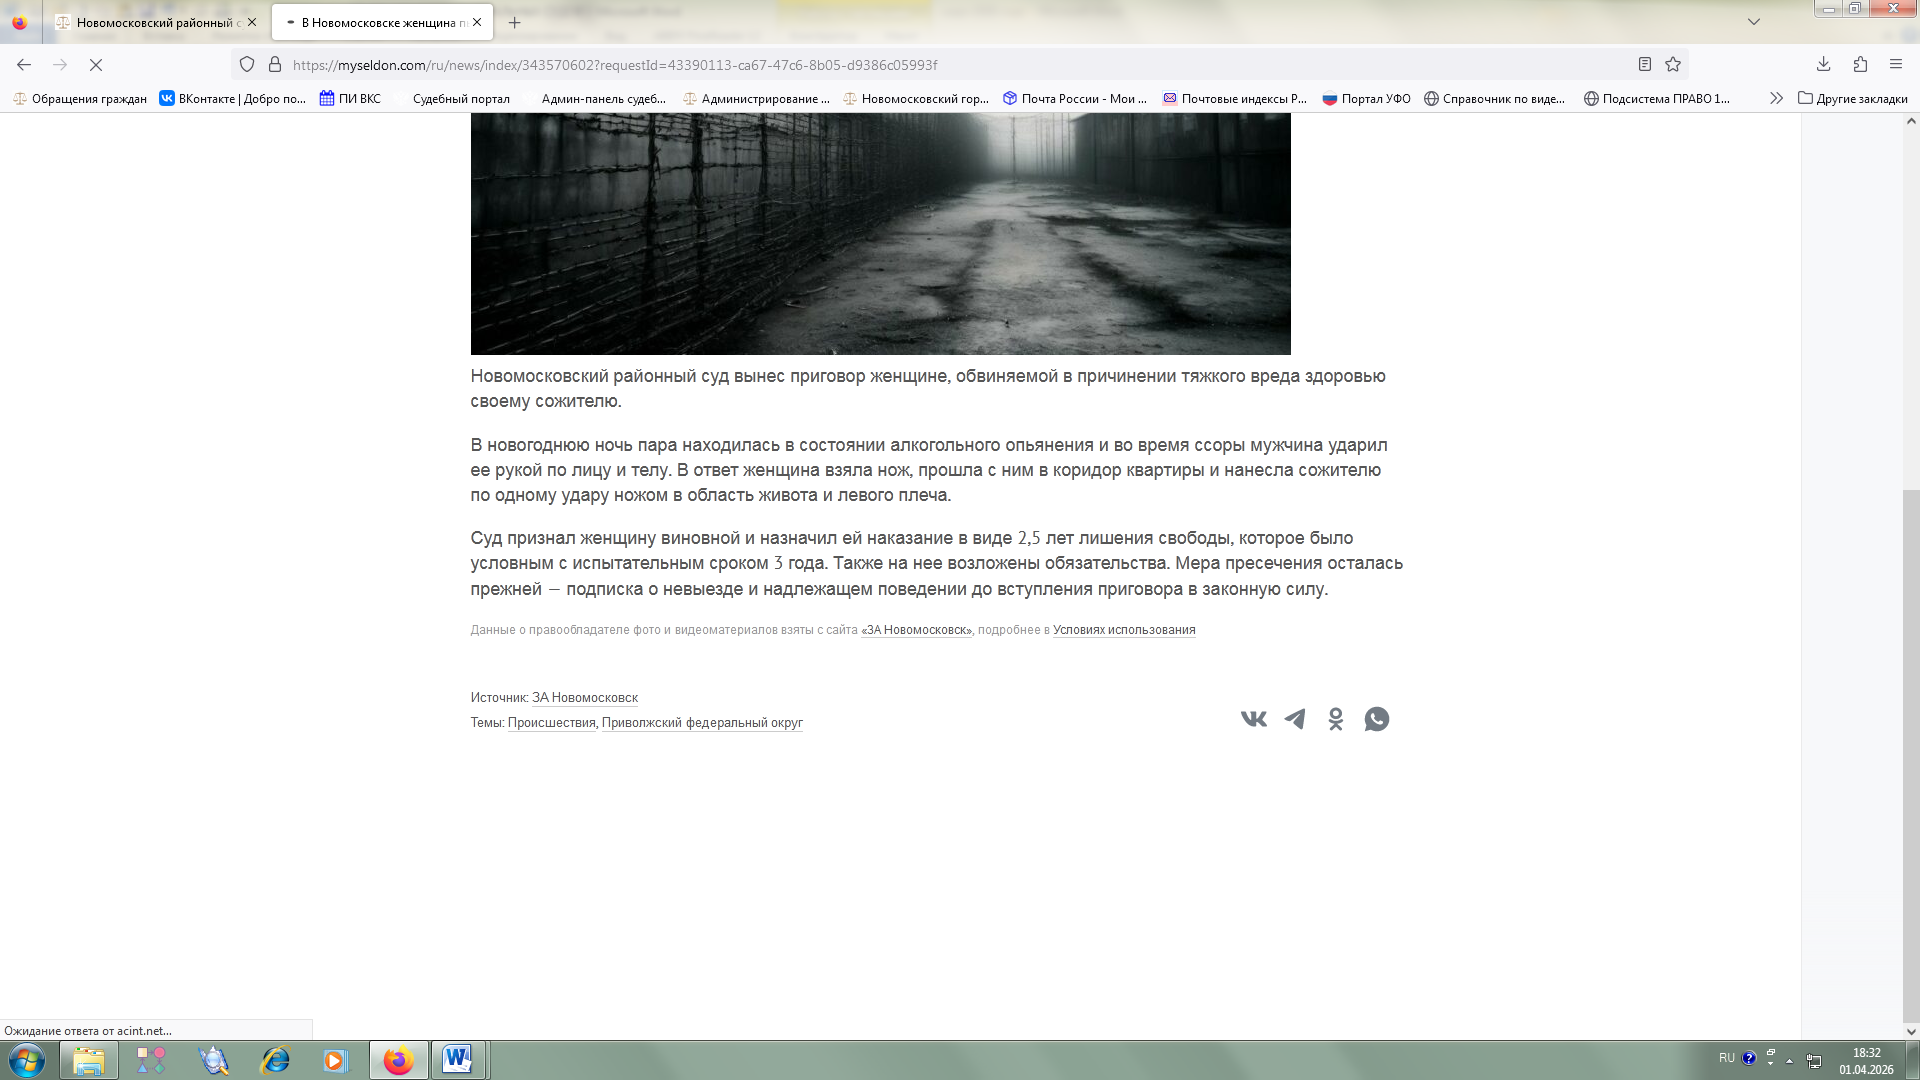 Новомосковский районный с
В Новомосковске женщина п
https://myseldon.com/ru/news/index/343570602?requestId=43390113-ca67-47c6-8b05-d9386c05993f
Обращения граждан
ВКонтакте | Добро по...
ПИ ВКС
Судебный портал
Админ-панель судеб...
Администрирование ...
Новомосковский гор...
Почта России - Мои ...
Почтовые индексы Р...
Портал УФО
Справочник по виде...
Подсистема ПРАВО 1...
Другие закладки
Новомосковский районный суд вынес приговор женщине, обвиняемой в причинении тяжкого вреда здоровью
своему сожителю.
В новогоднюю ночь пара находилась в состоянии алкогольного опьянения и во время ссоры мужчина ударил
ее рукой по лицу и телу. В ответ женщина взяла нож, прошла с ним в коридор квартиры и нанесла сожителю
по одному удару ножом в область живота и левого плеча.
Суд признал женщину виновной и назначил ей наказание в виде 2,5 лет лишения свободы, которое было
условным с испытательным сроком 3 года. Также на нее возложены обязательства. Мера пресечения осталась
прежней — подписка о невыезде и надлежащем поведении до вступления приговора в законную силу.
Данные о правообладателе фото и видеоматериалов взяты с сайта «ЗА Новомосковск», подробнее в Условиях использования
Источник: ЗА Новомосковск
Темы: Происшествия, Приволжский федеральный округ
Ожидание ответа от acint.net...
RU
18:32
01.04.2026